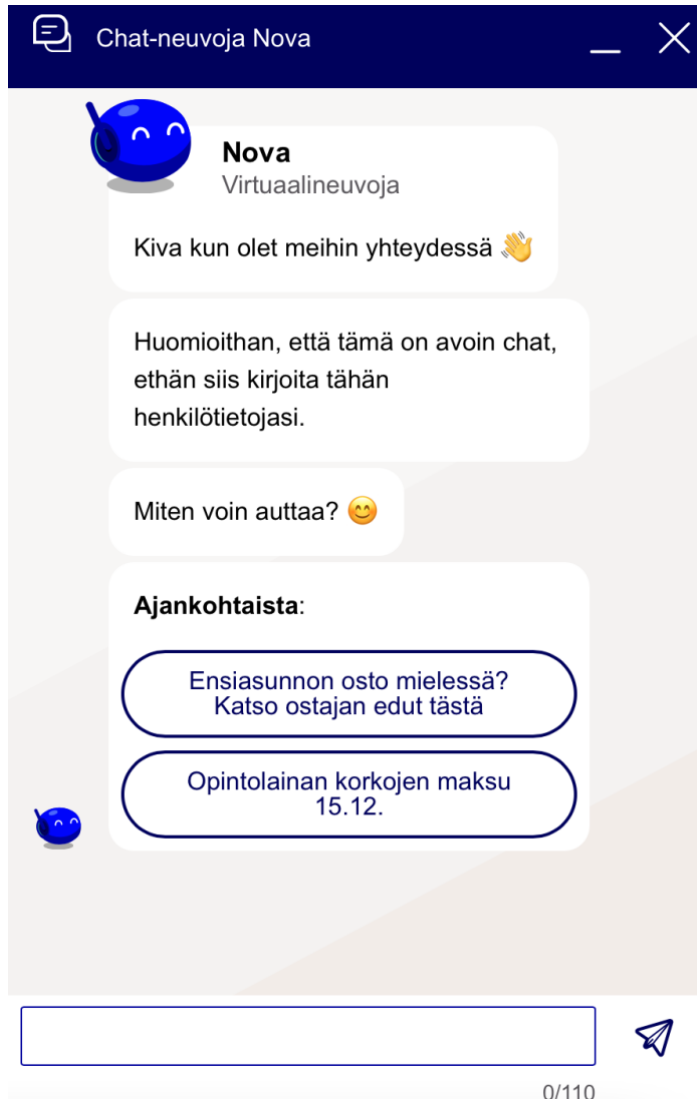 Chat-neuvoja Nova
Nova
Virtuaalineuvoja
Kiva kun olet meihin yhteydessä 👋
Huomioithan, että tämä on avoin chat,
ethän siis kirjoita tähän
henkilötietojasi.
Miten voin auttaa? 😊
Ajankohtaista:
Ensiasunnon osto mielessä?
Katso ostajan edut tästä
Opintolainan korkojen maksu
15.12.
0/110